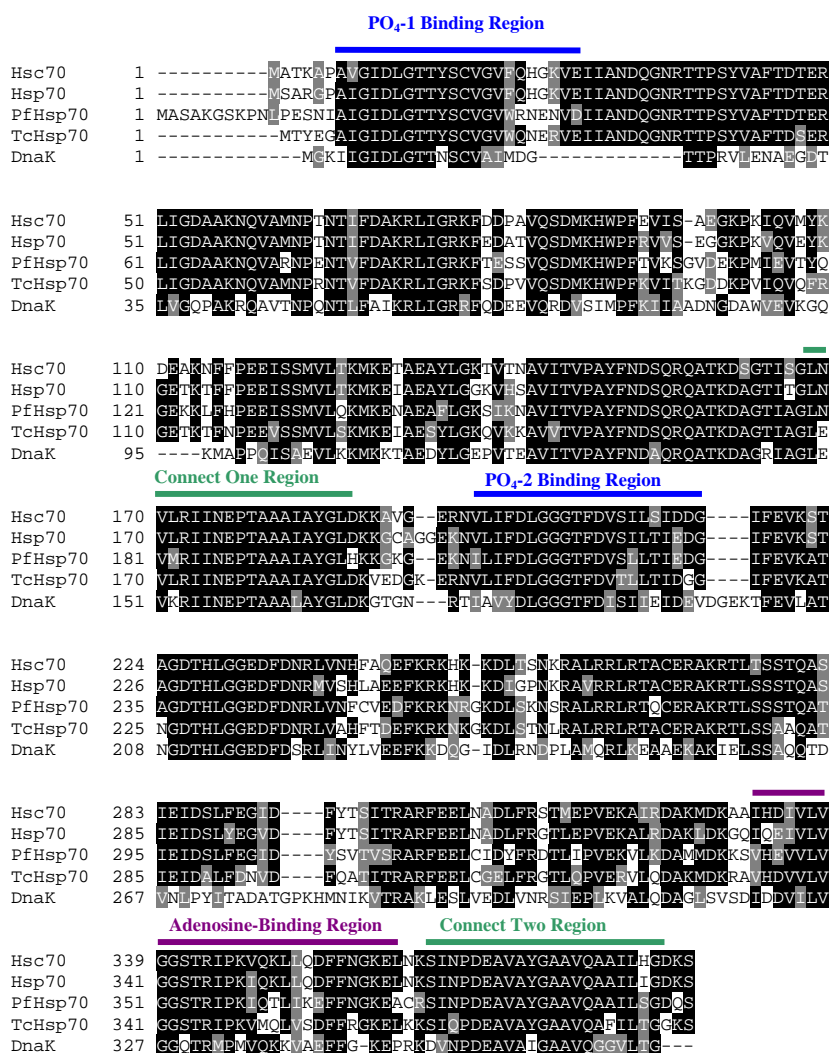 PO₄-1 Binding Region
Hsc70 1 ----------MATKAPAVGIDLGTTYSCVGVFQHGKVEIIANDQGNRTTPSYVAFTDTER
Hsp70 1 ----------MSARGPAIGIDLGTTYSCVGVFQHGKVEIIANDQGNRTTPSYVAFTDTER
PfHsp70 1 MASAKGSKPNLPESNIAIGIDLGTTYSCVGVWRNENVDIIANDQGNRTTPSYVAFTDTER
TcHsp70 1 -----------MTYEGAIGIDLGTTYSCVGVWQNERVEIIANDQGNRTTPSYVAFTDSER
DnaK 1 -------------MGKIIGIDLGTTNSCVAIMDG-------------TTPRVLENAEGDT
Hsc70 51 LIGDAAKNQVAMNPTNTIFDAKRLIGRKFDDPAVQSDMKHWPFEVIS-AEGKPKIQVMYK
Hsp70 51 LIGDAAKNQVAMNPTNTIFDAKRLIGRKFEDATVQSDMKHWPFRVVS-EGGKPKVQVEYK
PfHsp70 61 LIGDAAKNQVARNPENTVFDAKRLIGRKFTESSVQSDMKHWPFTVKSGVDEKPMIEVTYQ
TcHsp70 50 LIGDAAKNQVAMNPRNTVFDAKRLIGRKFSDPVVQSDMKHWPFKVITKGDDKPVIQVQFR
DnaK 35 LVGQPAKRQAVTNPQNTLFAIKRLIGRRFQDEEVQRDVSIMPFKIIAADNGDAWVEVKGQ
Hsc70 110 DEAKNFFPEEISSMVLTKMKETAEAYLGKTVTNAVITVPAYFNDSQRQATKDSGTISGLN
Hsp70 110 GETKTFFPEEISSMVLTKMKEIAEAYLGGKVHSAVITVPAYFNDSQRQATKDAGTITGLN
PfHsp70 121 GEKKLFHPEEISSMVLQKMKENAEAFLGKSIKNAVITVPAYFNDSQRQATKDAGTIAGLN
TcHsp70 110 GETKTFNPEEVSSMVLSKMKEIAESYLGKQVKKAVVTVPAYFNDSQRQATKDAGTIAGLE
DnaK 95 ----KMAPPQISAEVLKKMKKTAEDYLGEPVTEAVITVPAYFNDAQRQATKDAGRIAGLE
Connect One Region PO₄-2 Binding Region
Hsc70 170 VLRIINEPTAAAIAYGLDKKAVG--ERNVLIFDLGGGTFDVSILSIDDG----IFEVKST
Hsp70 170 VLRIINEPTAAAIAYGLDKKGCAGGEKNVLIFDLGGGTFDVSILTIEDG----IFEVKST
PfHsp70 181 VMRIINEPTAAAIAYGLHKKGKG--EKNILIFDLGGGTFDVSLLTIEDG----IFEVKAT
TcHsp70 170 VLRIINEPTAAAIAYGLDKVEDGK-ERNVLIFDLGGGTFDVTLLTIDGG----IFEVKAT
DnaK 151 VKRIINEPTAAALAYGLDKGTGN---RTIAVYDLGGGTFDISIIEIDEVDGEKTFEVLAT
Hsc70 224 AGDTHLGGEDFDNRLVNHFAQEFKRKHK-KDLTSNKRALRRLRTACERAKRTLTSSTQAS
Hsp70 226 AGDTHLGGEDFDNRMVSHLAEEFKRKHK-KDIGPNKRAVRRLRTACERAKRTLSSSTQAS
PfHsp70 235 AGDTHLGGEDFDNRLVNFCVEDFKRKNRGKDLSKNSRALRRLRTQCERAKRTLSSSTQAT
TcHsp70 225 NGDTHLGGEDFDNRLVAHFTDEFKRKNKGKDLSTNLRALRRLRTACERAKRTLSSAAQAT
DnaK 208 NGDTHLGGEDFDSRLINYLVEEFKKDQG-IDLRNDPLAMQRLKEAAEKAKIELSSAQQTD
Hsc70 283 IEIDSLFEGID----FYTSITRARFEELNADLFRSTMEPVEKAIRDAKMDKAAIHDIVLV
Hsp70 285 IEIDSLYEGVD----FYTSITRARFEELNADLFRGTLEPVEKALRDAKLDKGQIQEIVLV
PfHsp70 295 IEIDSLFEGID----YSVTVSRARFEELCIDYFRDTLIPVEKVLKDAMMDKKSVHEVVLV
TcHsp70 285 IEIDALFDNVD----FQATITRARFEELCGELFRGTLQPVERVLQDAKMDKRAVHDVVLV
DnaK 267 VNLPYITADATGPKHMNIKVTRAKLESLVEDLVNRSIEPLKVALQDAGLSVSDIDDVILV
Adenosine-Binding Region Connect Two Region
Hsc70 339 GGSTRIPKVQKLLQDFFNGKELNKSINPDEAVAYGAAVQAAILHGDKS
Hsp70 341 GGSTRIPKIQKLLQDFFNGKELNKSINPDEAVAYGAAVQAAILIGDKS
PfHsp70 351 GGSTRIPKIQTLIKEFFNGKEACRSINPDEAVAYGAAVQAAILSGDQS
TcHsp70 341 GGSTRIPKVMQLVSDFFRGKELKKSIQPDEAVAYGAAVQAFILTGGKS
DnaK 327 GGQTRMPMVQKKVAEFFG-KEPRKDVNPDEAVAIGAAVQGGVLTG---